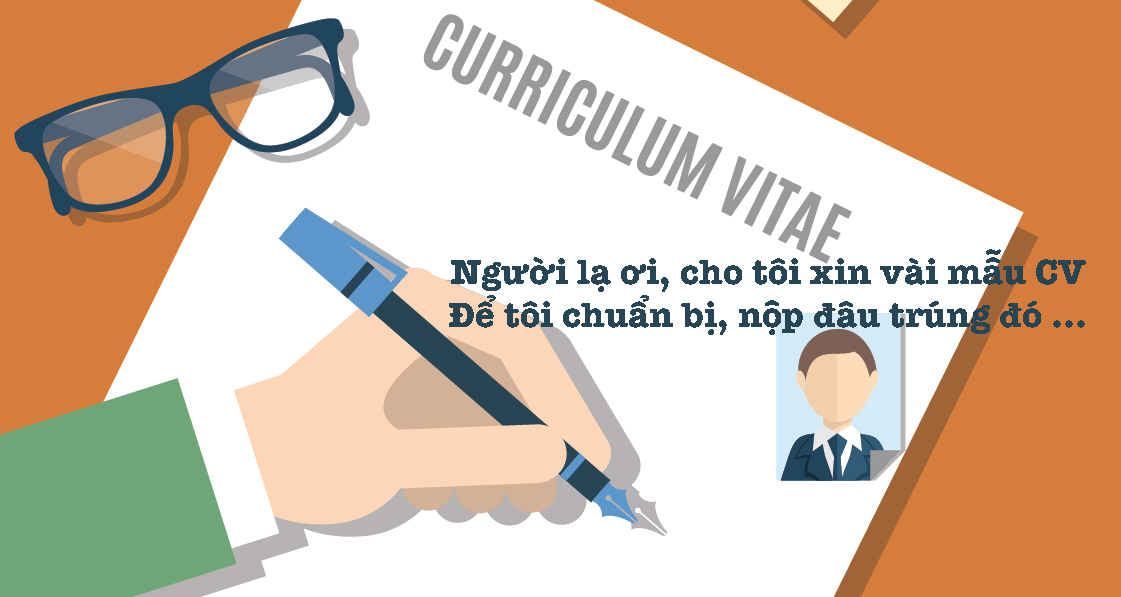 CURRICULUM VITAE
Người lạ ơi, cho tôi xin vài mẫu CV
Để tôi chuẩn bị, nộp đâu trúng đó ...